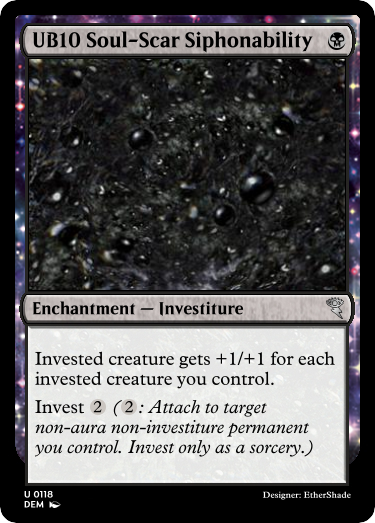 UB10 Soul-Scar Siphonability
Enchantment — Investiture
Invested creature gets +1/+1 for each
invested creature you control.
Invest 2 (2: Attach to target
non-aura non-investiture permanent
you control. Invest only as a sorcery.)
U 0118
DEM
Designer: EtherShade